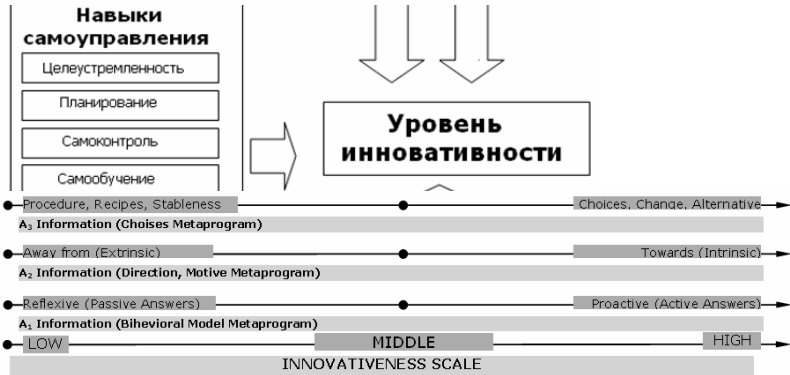 Навыки
самоуправления
Целеустремленность
Планирование
Самоконтроль
Самообучение
Уровень
инновативности
Procedure, Recipes, Stableness
Choices, Change, Alternative
A₃ Information (Choises Metaprogram)
Away from (Extrinsic)
Towards (Intrinsic)
A₂ Information (Direction, Motive Metaprogram)
Reflexive (Passive Answers)
Proactive (Active Answers)
A₁ Information (Bihevioral Model Metaprogram)
LOW
MIDDLE
HIGH
INNOVATIVENESS SCALE